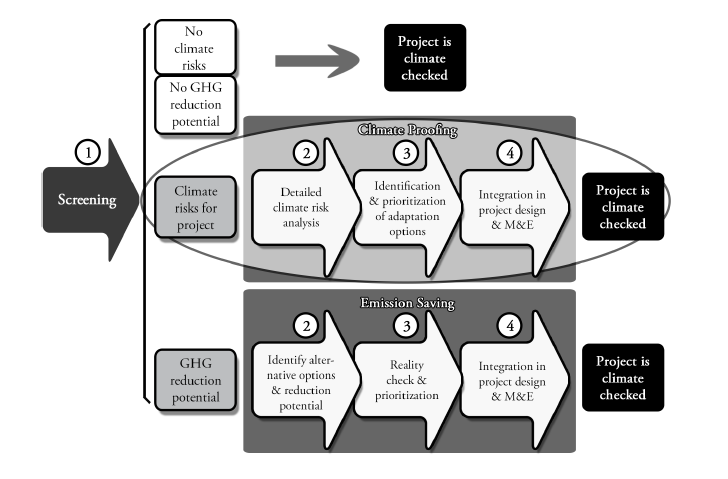 No
climate
risks
Project is
climate
checked
No GHG
reduction
potential
Climate Proofing
1
Screening
Climate
risks for
project
2
Detailed
climate risk
analysis
3
Identification
& prioritization
of adaptation
options
4
Integration in
project design
& M&E
Project is
climate
checked
Emission Saving
GHG
reduction
potential
2
Identify alter-
native options
& reduction
potential
3
Reality
check &
prioritization
4
Integration in
project design
& M&E
Project is
climate
checked